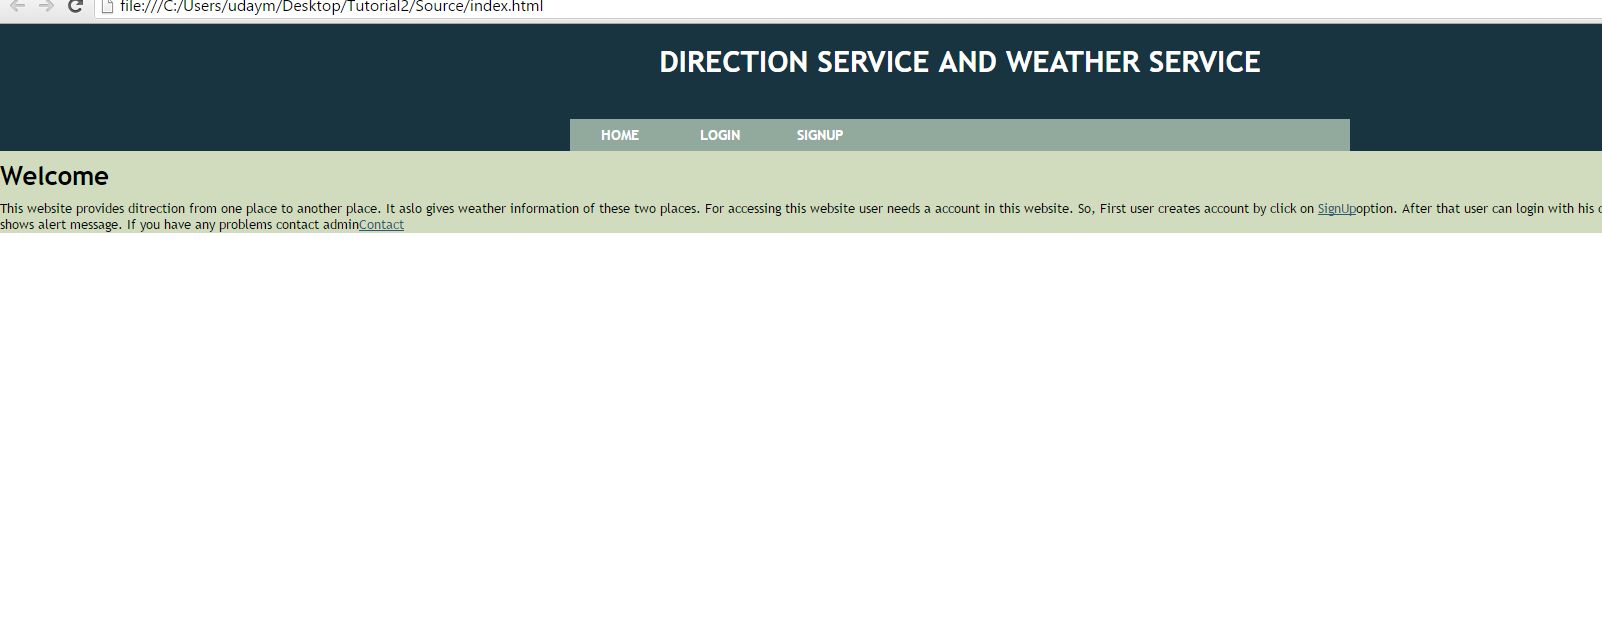 file:///C:/Users/udaym/Desktop/Tutorial2/Source/index.html
DIRECTION SERVICE AND WEATHER SERVICE
HOME LOGIN SIGNUP
Welcome
This website provides ditrection from one place to another place. It aslo gives weather information of these two places. For accessing this website user needs a account in this website. So, First user creates account by click on SignUpoption. After that user can login with his
shows alert message. If you have any problems contact adminContact